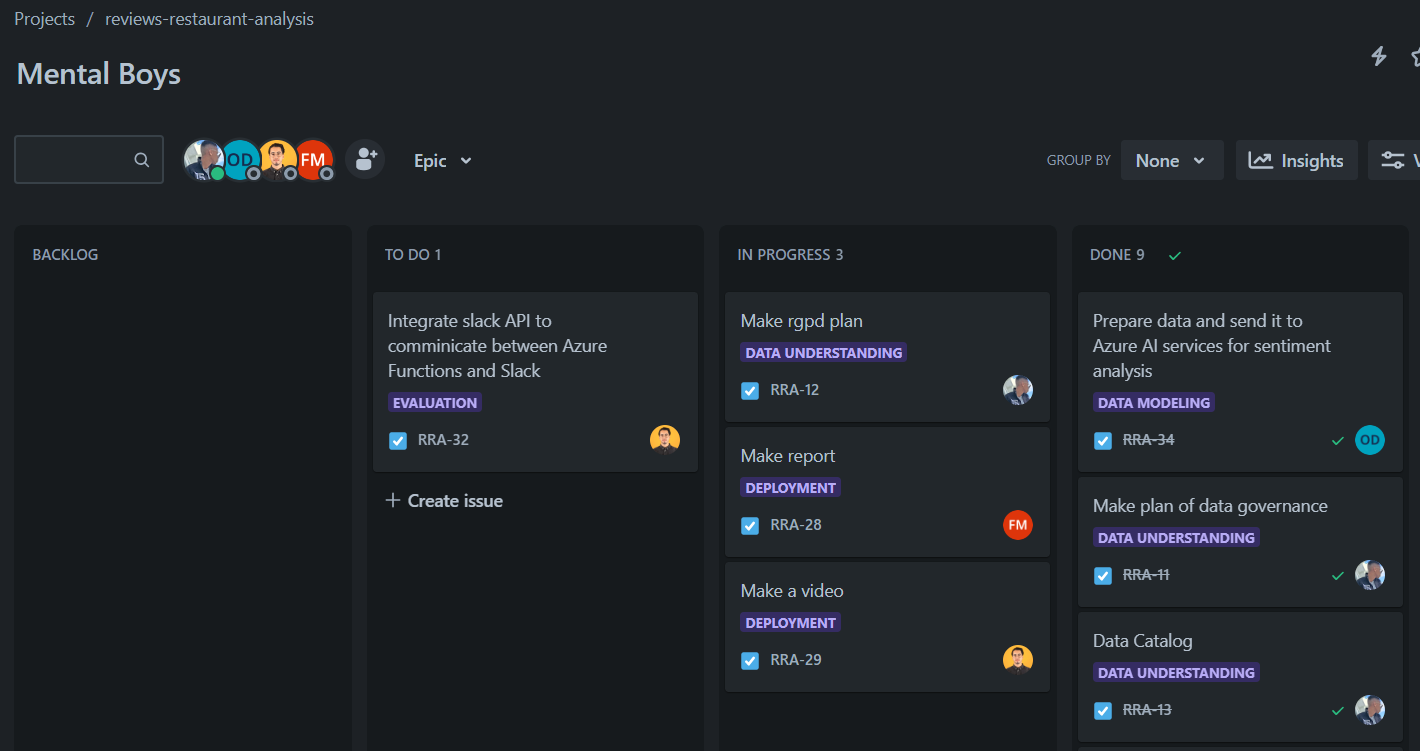 Projects / reviews-restaurant-analysis
Mental Boys
OD FM Epic GROUP BY None Insights
BACKLOG
TO DO 1
Integrate slack API to
comminicate between Azure
Functions and Slack
EVALUATION
RRA-32
+ Create issue
IN PROGRESS 3
Make rgpd plan
DATA UNDERSTANDING
RRA-12
Make report
DEPLOYMENT
RRA-28 FM
Make a video
DEPLOYMENT
RRA-29
DONE 9
Prepare data and send it to
Azure AI services for sentiment
analysis
DATA MODELING
RRA-34 OD
Make plan of data governance
DATA UNDERSTANDING
RRA-11
Data Catalog
DATA UNDERSTANDING
RRA-13